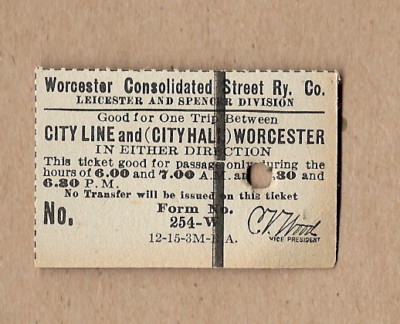 Worcester Consolidated Street Ry. Co.
LEICESTER AND SPENCER DIVISION
Good for One Trip Between
CITY LINE and (CITY HALL) WORCESTER
IN EITHER DIRECTION
This ticket good for passage only during the
hours of 6.00 and 7.00 A.M. and .30 and
6.30 P.M.
No Transfer will be issued on this ticket
No.
Form No.
254-W
C.V. Wood
VICE PRESIDENT
12-15-3M-B.A.